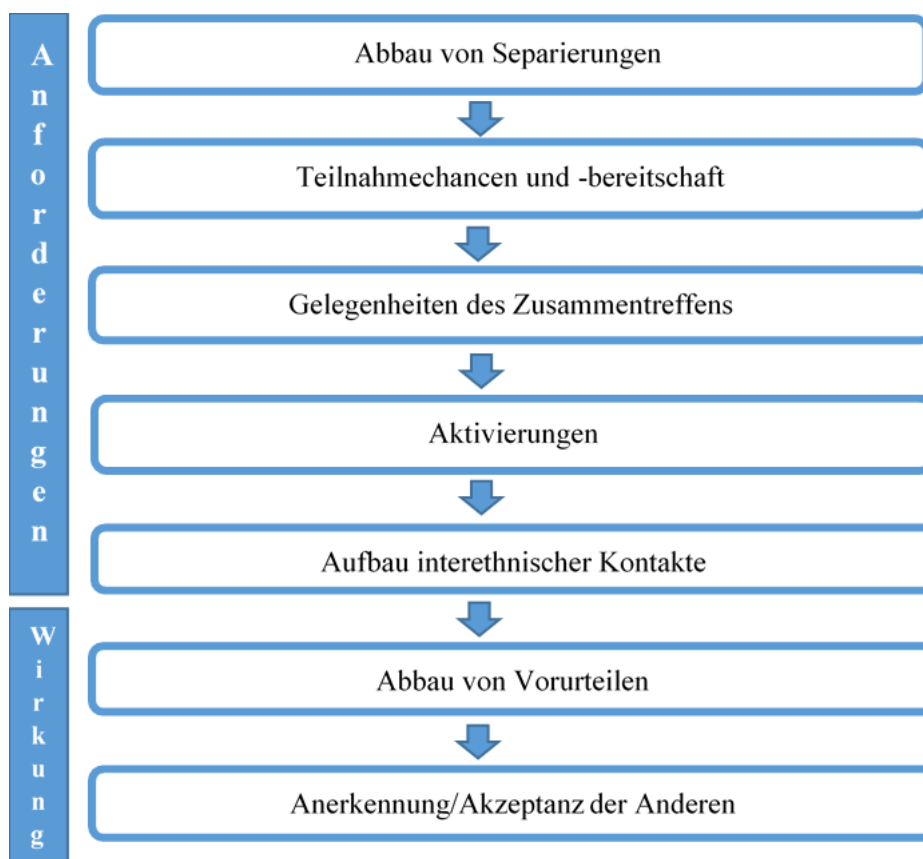 Anforderungen
Abbau von Separierungen
Teilnahmechancen und -bereitschaft
Gelegenheiten des Zusammentreffens
Aktivierungen
Aufbau interethnischer Kontakte
Wirkung
Abbau von Vorurteilen
Anerkennung/Akzeptanz der Anderen